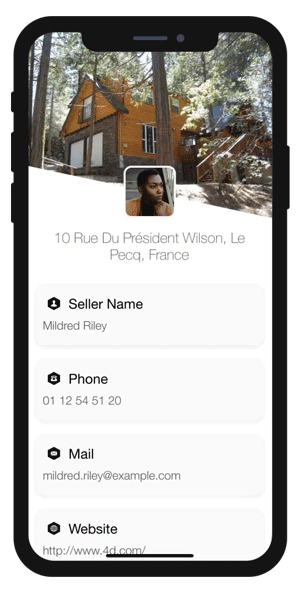 10 Rue Du Président Wilson, Le
Pecq, France
Seller Name
Mildred Riley
Phone
01 12 54 51 20
Mail
mildred.riley@example.com
Website
http://www.4d.com/